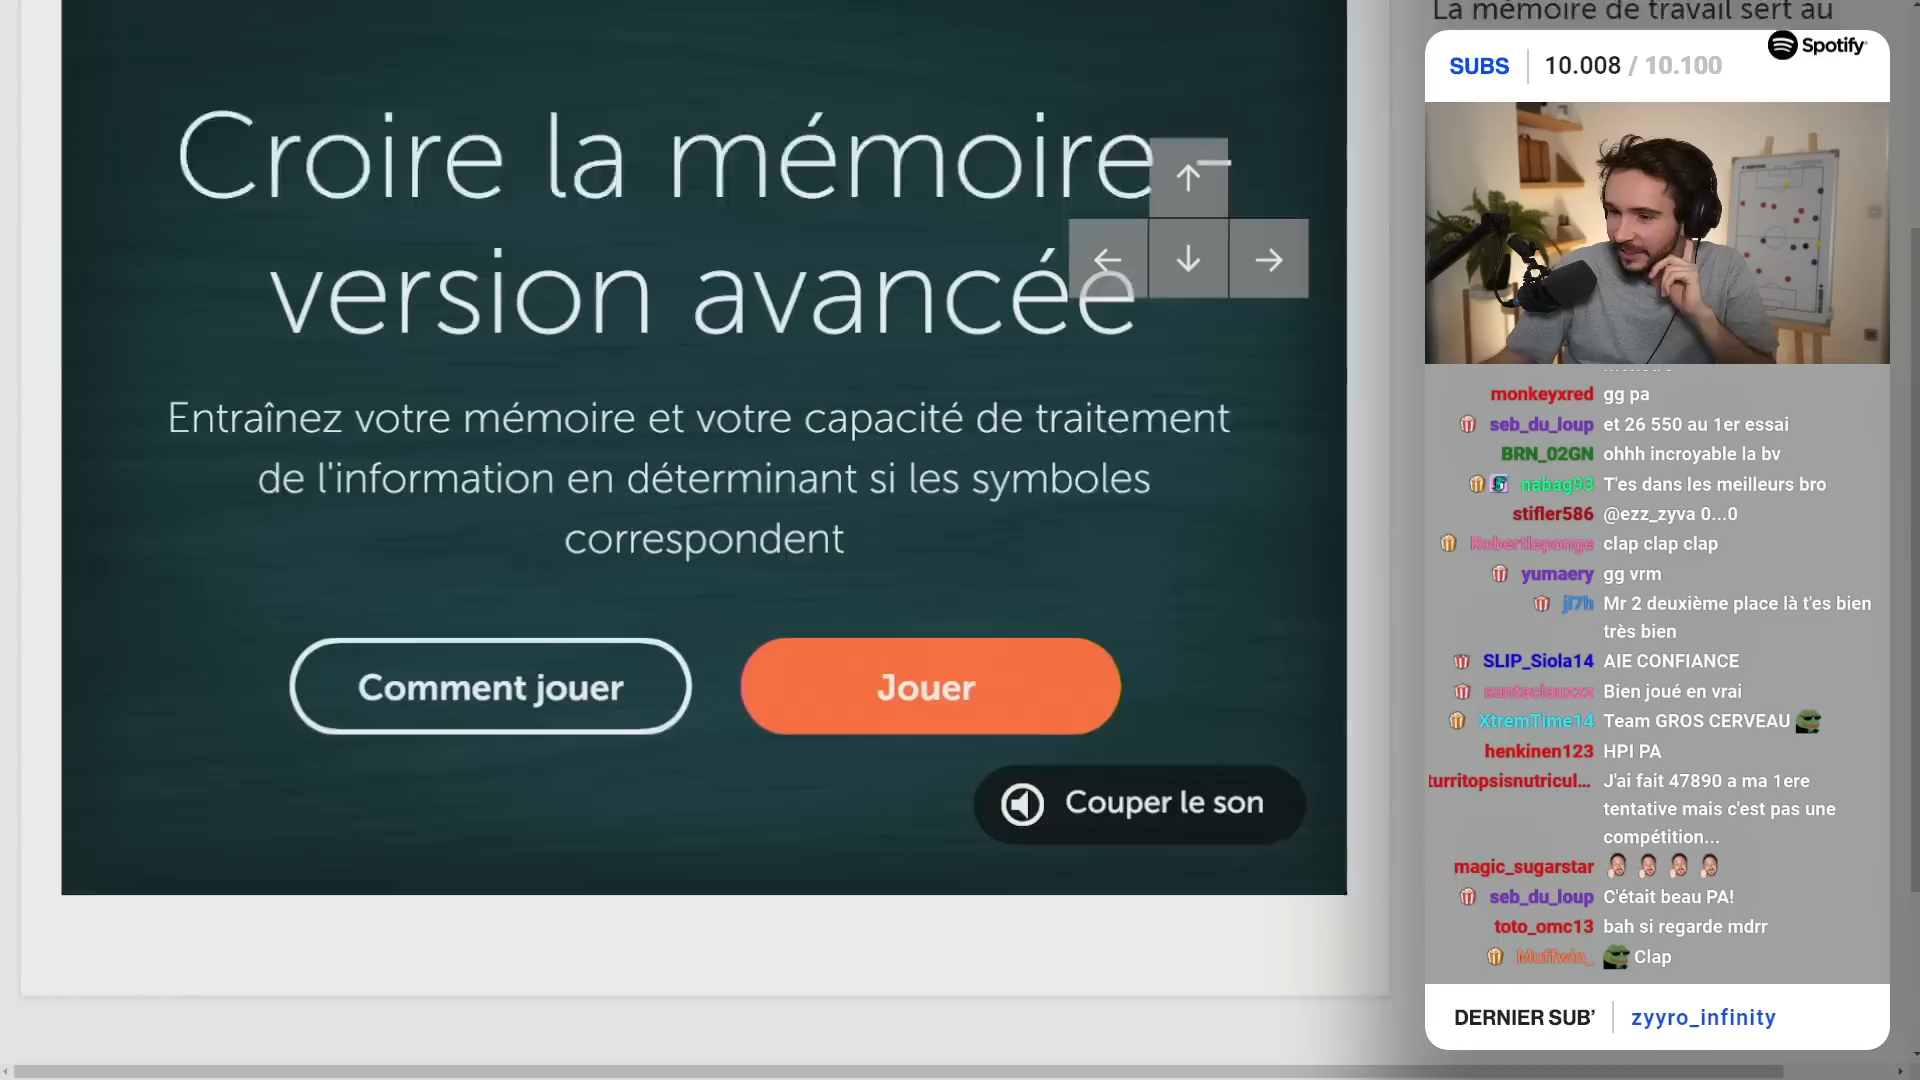 La mémoire de travail sert au
Croire la mémoire –
version avancée
Entraînez votre mémoire et votre capacité de traitement
de l'information en déterminant si les symboles
correspondent
Comment jouer
Jouer
Couper le son
SUBS
10.008 / 10.100
Spotify
monkeyxred gg pa
seb_du_loup et 26 550 au 1er essai
BRN_02GN ohhh incroyable la bv
nabag93 T'es dans les meilleurs bro
stifler586 @ezz_zyva 0...0
Robertleponge clap clap clap
yumaery gg vrm
jl7h Mr 2 deuxième place là t'es bien
très bien
SLIP_Siola14 AIE CONFIANCE
santaclauzzz Bien joué en vrai
XtremTime14 Team GROS CERVEAU
henkinen123 HPI PA
turritopsisnutricul... J'ai fait 47890 a ma 1ere
tentative mais c'est pas une
compétition...
magic_sugarstar
seb_du_loup C'était beau PA!
toto_omc13 bah si regarde mdrr
Muffwin_ Clap
DERNIER SUB'
zyyro_infinity